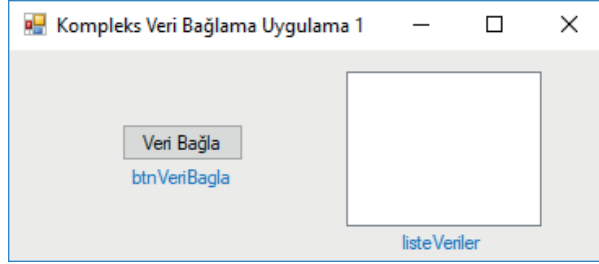 Kompleks Veri Bağlama Uygulama 1
Veri Bağla
btnVeriBagla
listeVeriler